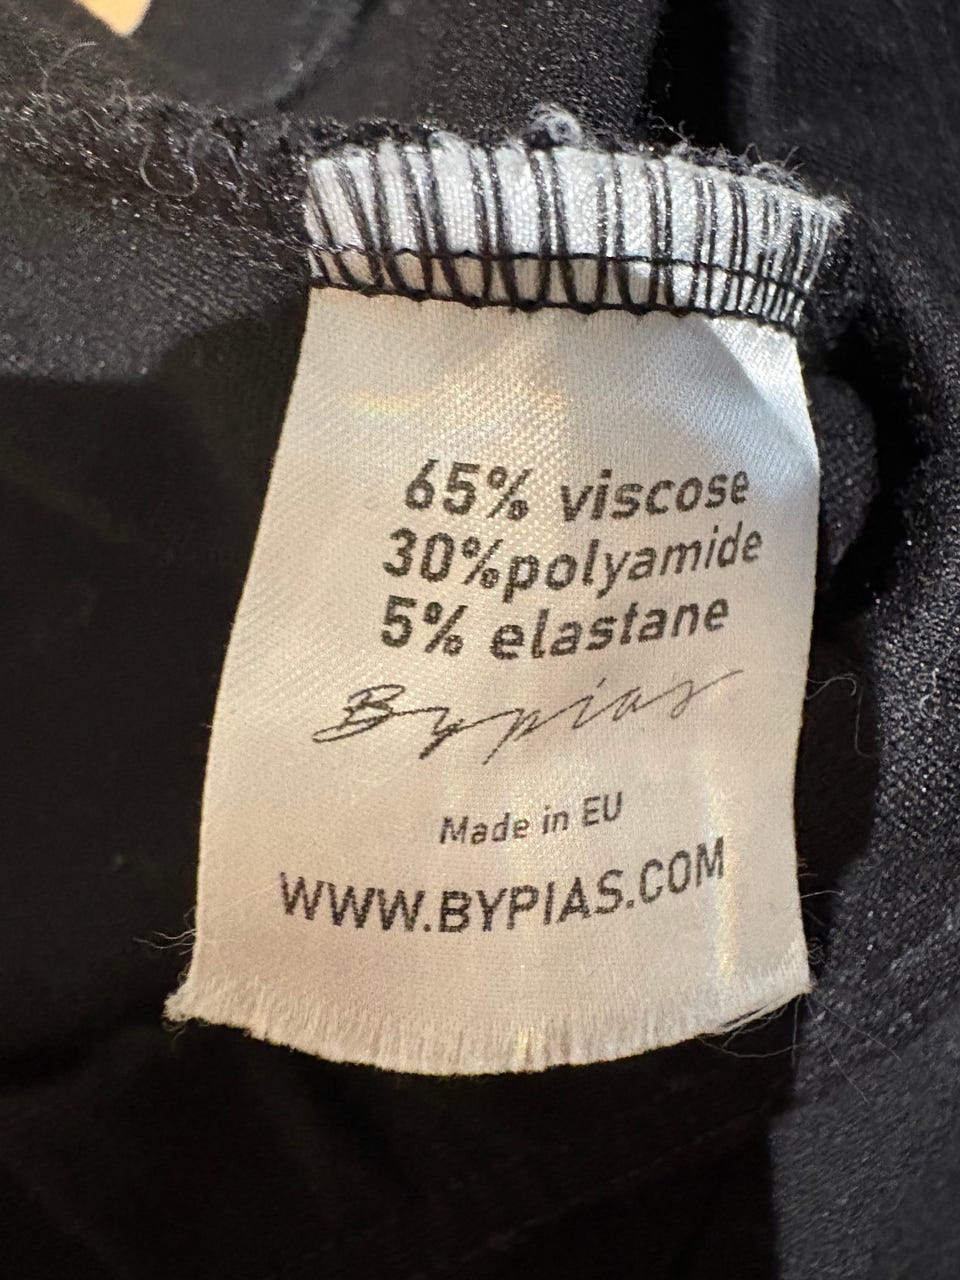 65% viscose
30%polyamide
5% elastane
Bypias
Made in EU
WWW.BYPIAS.COM